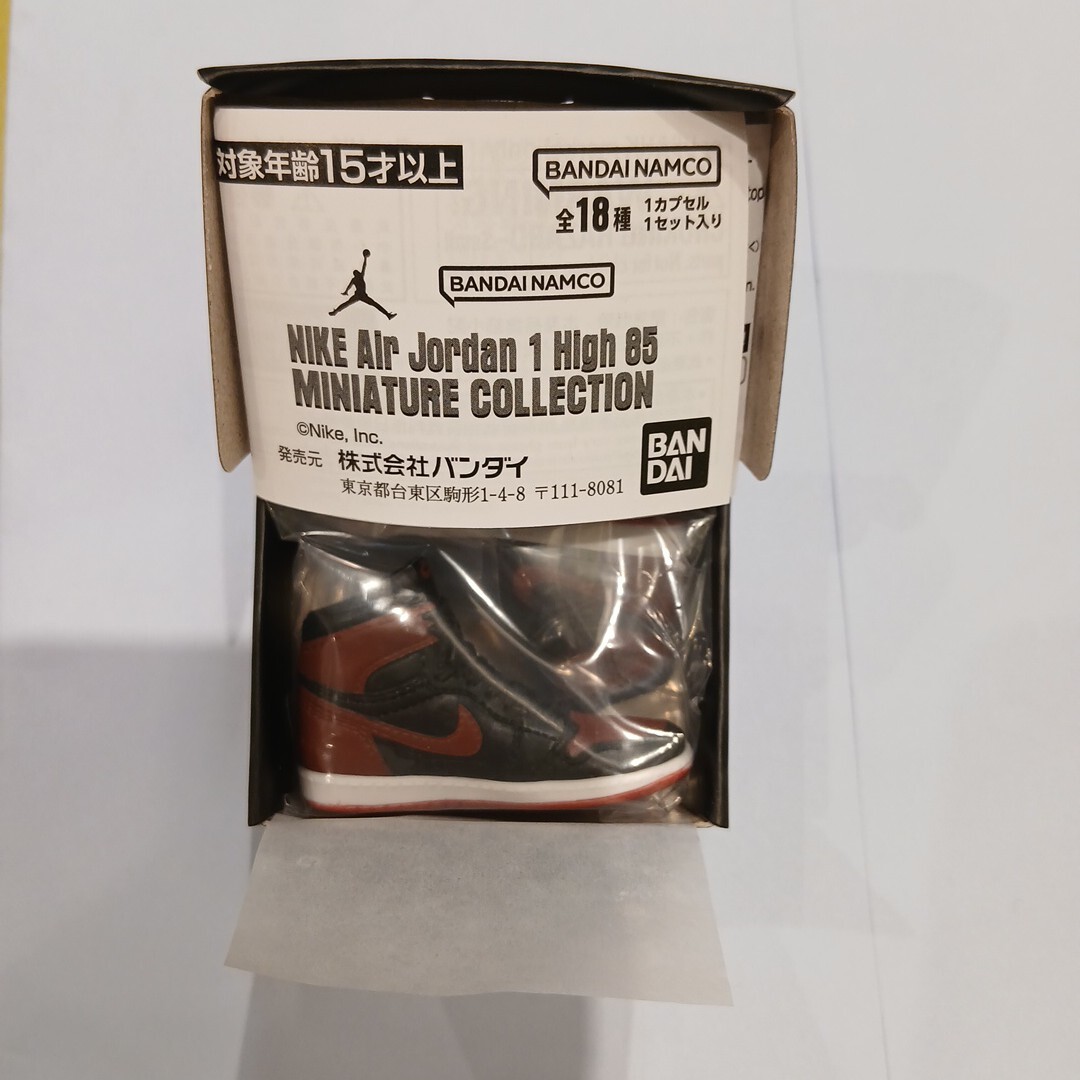 対象年齢15才以上
BANDAI NAMCO
全18種 1カプセル
1セット入り
BANDAI NAMCO
NIKE Air Jordan 1 High 85
MINIATURE COLLECTION
©Nike, Inc.
発売元 株式会社バンダイ
東京都台東区駒形1-4-8 〒111-8081
BAN
DAI